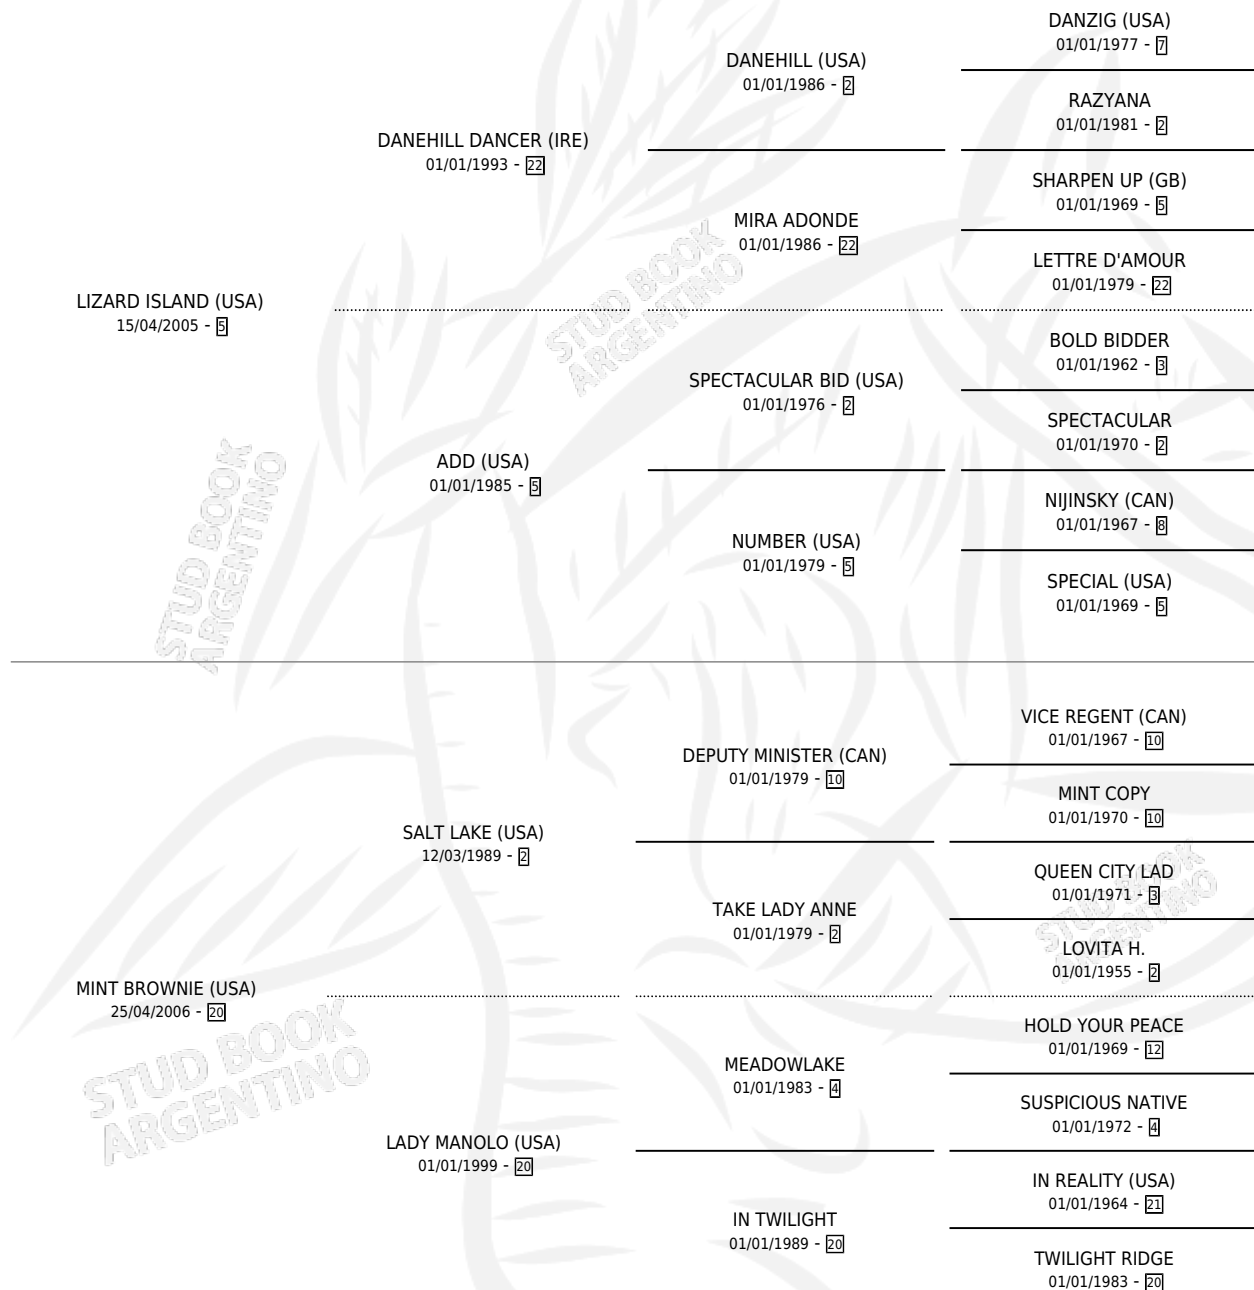 DANZIG (USA)
01/01/1977 - 7
DANEHILL (USA)
01/01/1986 - 2
RAZYANA
01/01/1981 - 2
DANEHILL DANCER (IRE)
01/01/1993 - 22
SHARPEN UP (GB)
01/01/1969 - 5
MIRA ADONDE
01/01/1986 - 22
LETTRE D'AMOUR
01/01/1979 - 22
LIZARD ISLAND (USA)
15/04/2005 - 5
STUD BOOK
ARGENTINO
BOLD BIDDER
01/01/1962 - 3
SPECTACULAR BID (USA)
01/01/1976 - 2
SPECTACULAR
01/01/1970 - 2
ADD (USA)
01/01/1985 - 5
NIJINSKY (CAN)
01/01/1967 - 8
NUMBER (USA)
01/01/1979 - 5
SPECIAL (USA)
01/01/1969 - 5
STUD BOOK
ARGENTINO
VICE REGENT (CAN)
01/01/1967 - 10
DEPUTY MINISTER (CAN)
01/01/1979 - 10
MINT COPY
01/01/1970 - 10
SALT LAKE (USA)
12/03/1989 - 2
QUEEN CITY LAD
01/01/1971 - 3
TAKE LADY ANNE
01/01/1979 - 2
STUD BOOK
ARGENTINO
LOVITA H.
01/01/1955 - 2
MINT BROWNIE (USA)
25/04/2006 - 20
STUD BOOK
ARGENTINO
HOLD YOUR PEACE
01/01/1969 - 12
MEADOWLAKE
01/01/1983 - 4
SUSPICIOUS NATIVE
01/01/1972 - 4
LADY MANOLO (USA)
01/01/1999 - 20
IN REALITY (USA)
01/01/1964 - 21
IN TWILIGHT
01/01/1989 - 20
TWILIGHT RIDGE
01/01/1983 - 20